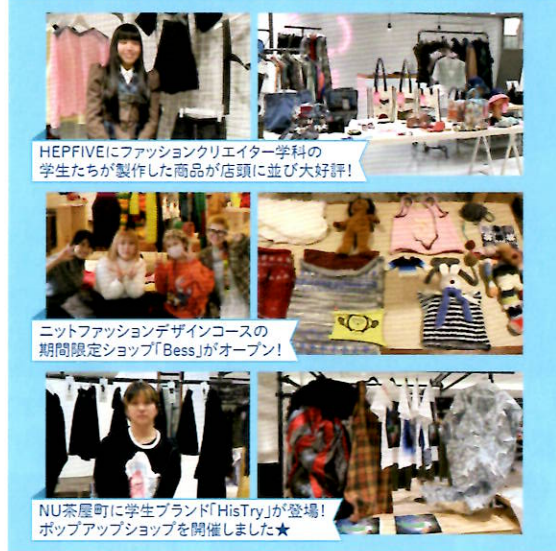 HEPFIVEにファッションクリエイター学科の
学生たちが製作した商品が店頭に並び大好評!
ニットファッションデザインコースの
期間限定ショップ「Bess」がオープン!
NU茶屋町に学生ブランド「HisTry」が登場!
ポップアップショップを開催しました★